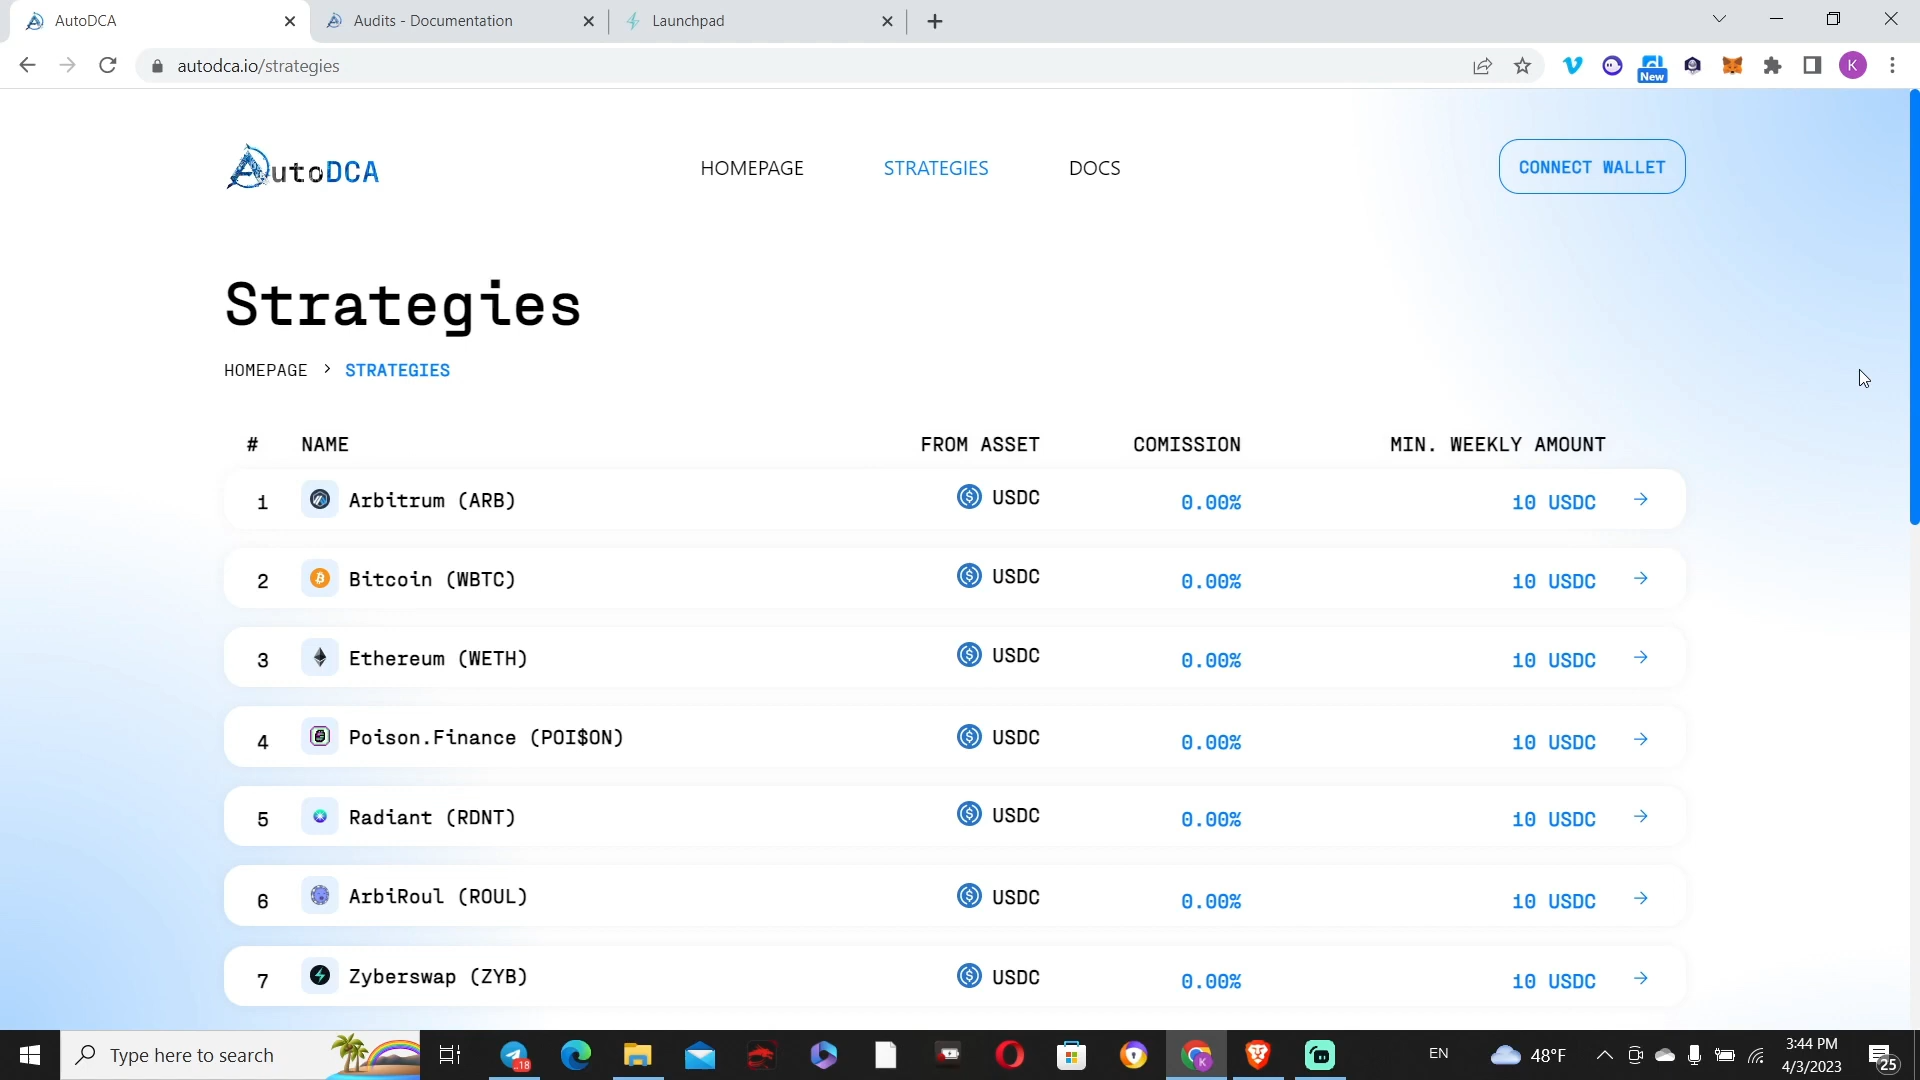 AutoDCA
Audits - Documentation
Launchpad
autodca.io/strategies
New
K
AutoDCA
HOMEPAGE
STRATEGIES
DOCS
CONNECT WALLET
Strategies
HOMEPAGE > STRATEGIES
# NAME FROM ASSET COMISSION MIN. WEEKLY AMOUNT
1 Arbitrum (ARB) USDC 0.00% 10 USDC
2 Bitcoin (WBTC) USDC 0.00% 10 USDC
3 Ethereum (WETH) USDC 0.00% 10 USDC
4 Poison.Finance (POI$ON) USDC 0.00% 10 USDC
5 Radiant (RDNT) USDC 0.00% 10 USDC
6 ArbiRoul (ROUL) USDC 0.00% 10 USDC
7 Zyberswap (ZYB) USDC 0.00% 10 USDC
Type here to search
18
K
EN
48°F
3:44 PM
4/3/2023
25